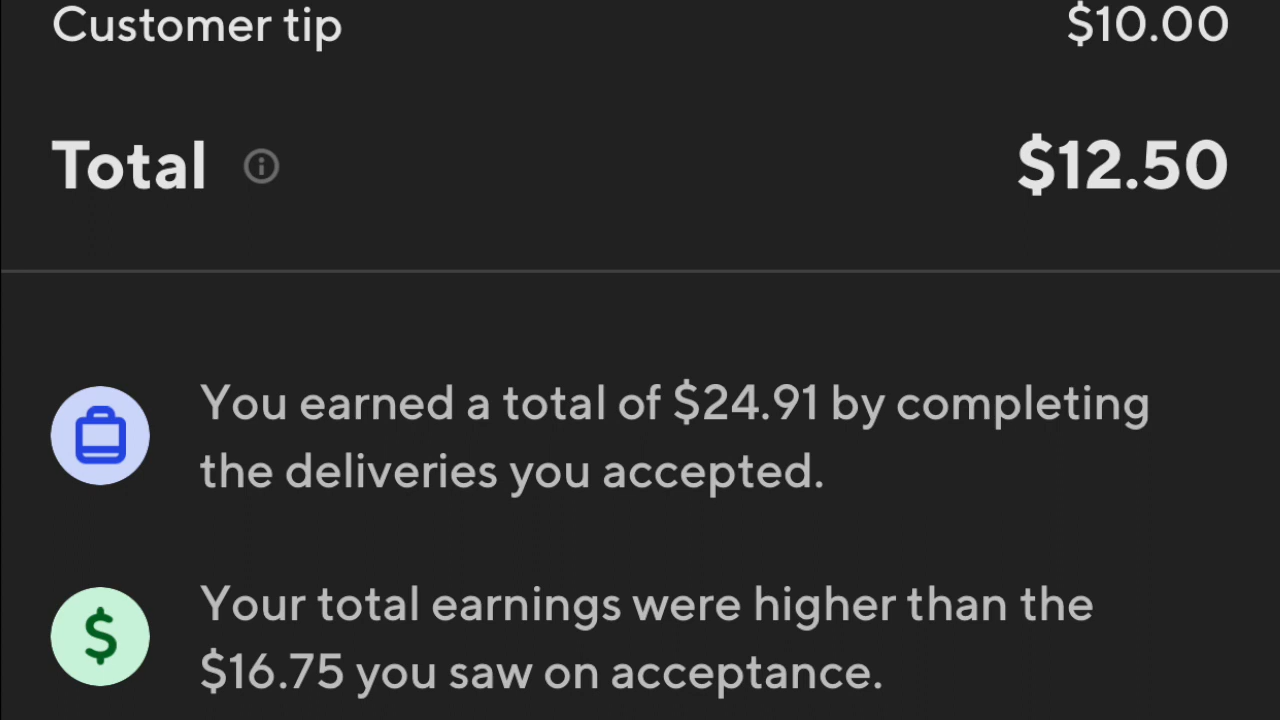 Customer tip $10.00
Total $12.50
You earned a total of $24.91 by completing
the deliveries you accepted.
Your total earnings were higher than the
$16.75 you saw on acceptance.